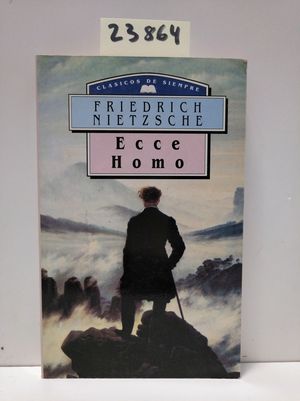 23864
CLASICOS DE SIEMPRE
FRIEDRICH
NIETZSCHE
Ecce
Homo